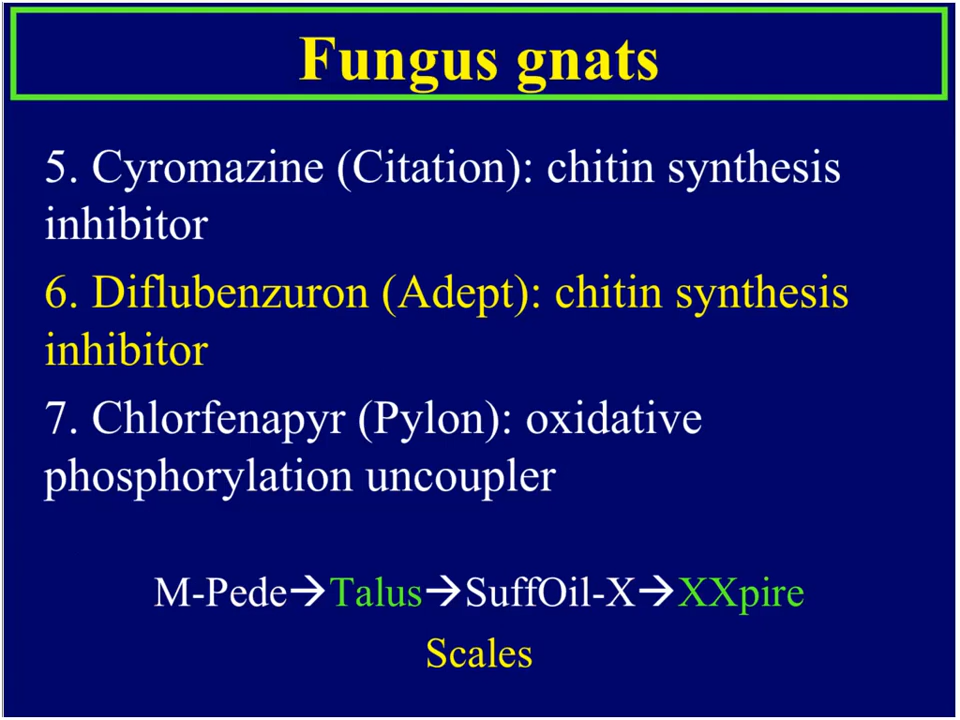 Fungus gnats
5. Cyromazine (Citation): chitin synthesis
inhibitor
6. Diflubenzuron (Adept): chitin synthesis
inhibitor
7. Chlorfenapyr (Pylon): oxidative
phosphorylation uncoupler
M-Pede→Talus→SuffOil-X→XXpire
Scales